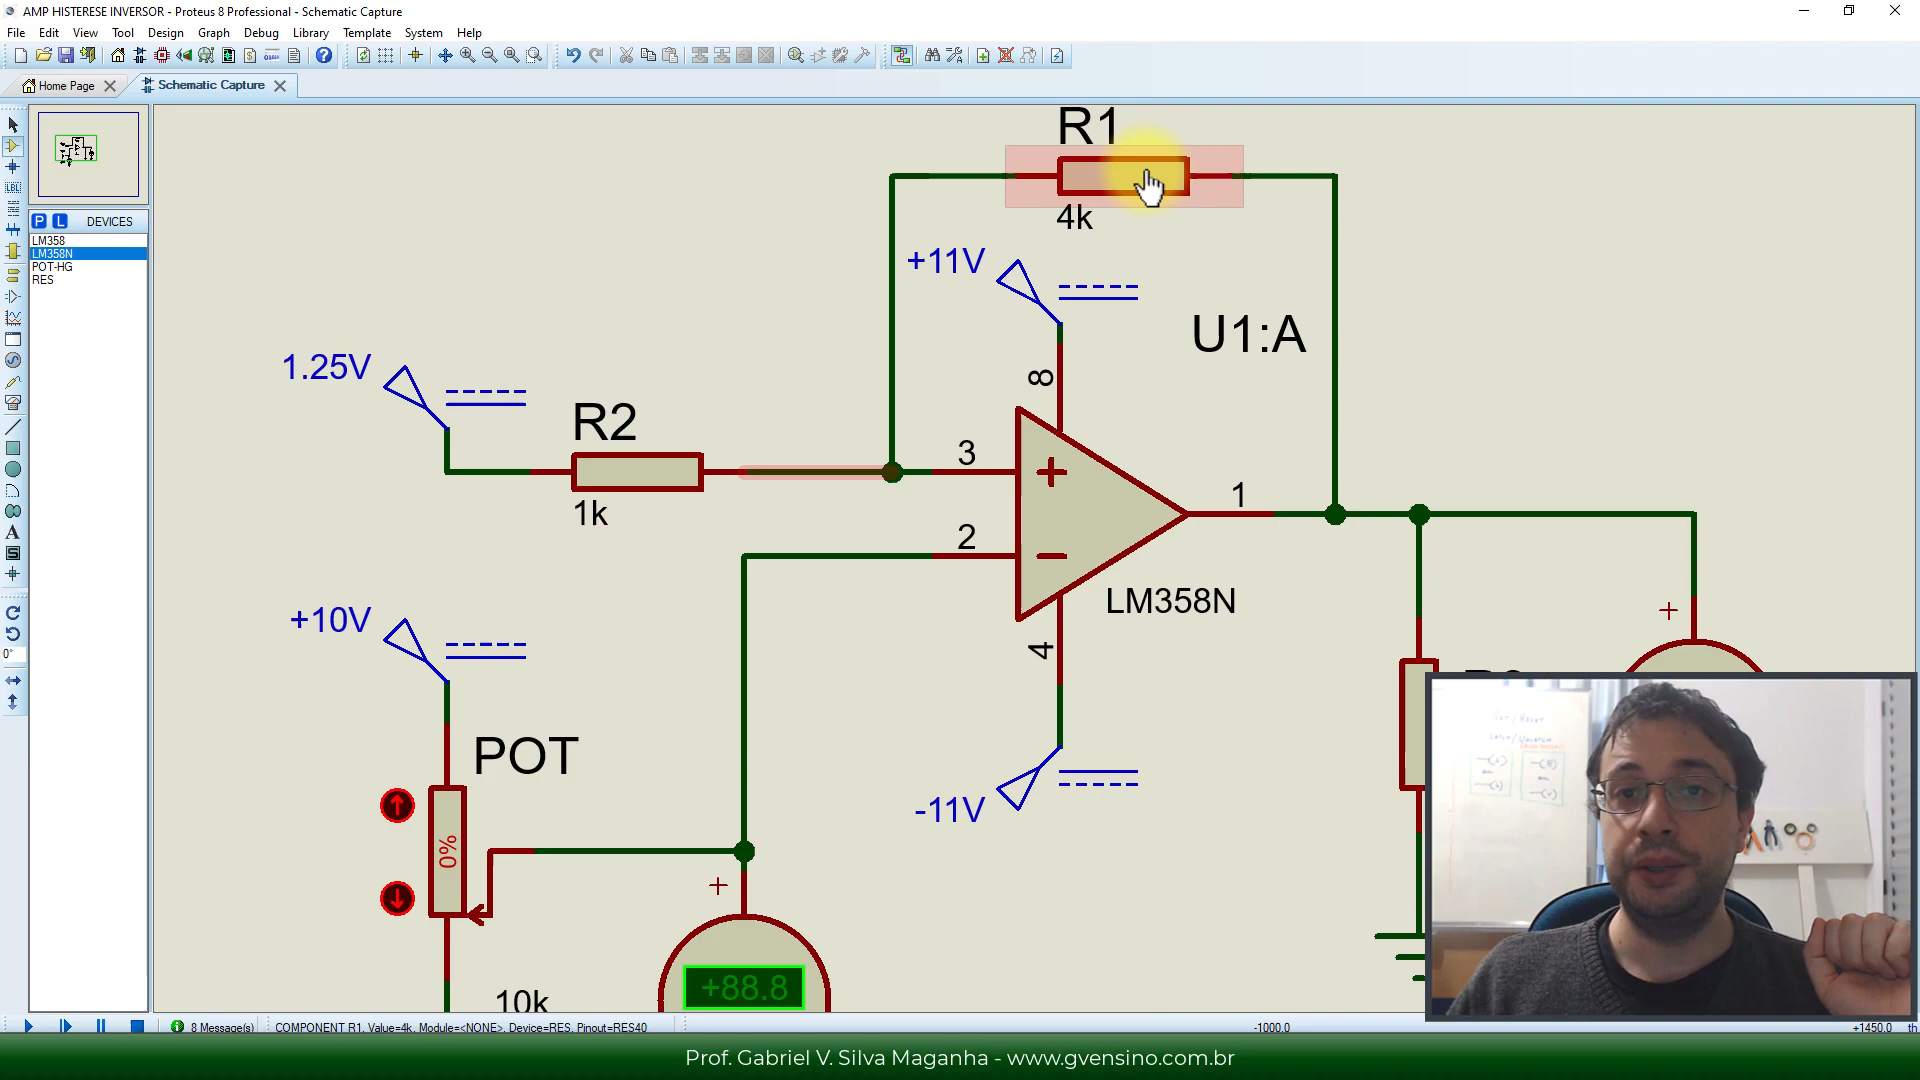 AMP HISTERESE INVERSOR - Proteus 8 Professional - Schematic Capture
File Edit View Tool Design Graph Debug Library Template System Help
Home Page Schematic Capture
P L DEVICES
LM358
LM358N
POT-HG
RES
LBL
A
S
0°
R1
4k
+11V
U1:A
8
1.25V
R2
1k
3
2
1
LM358N
4
-11V
+10V
POT
0%
10k
+88.8
8 Message(s) COMPONENT R1, Value=4k, Module=<NONE>, Device=RES, Pinout=RES40 -1000.0 +1450.0 th
Prof. Gabriel V. Silva Maganha - www.gvensino.com.br